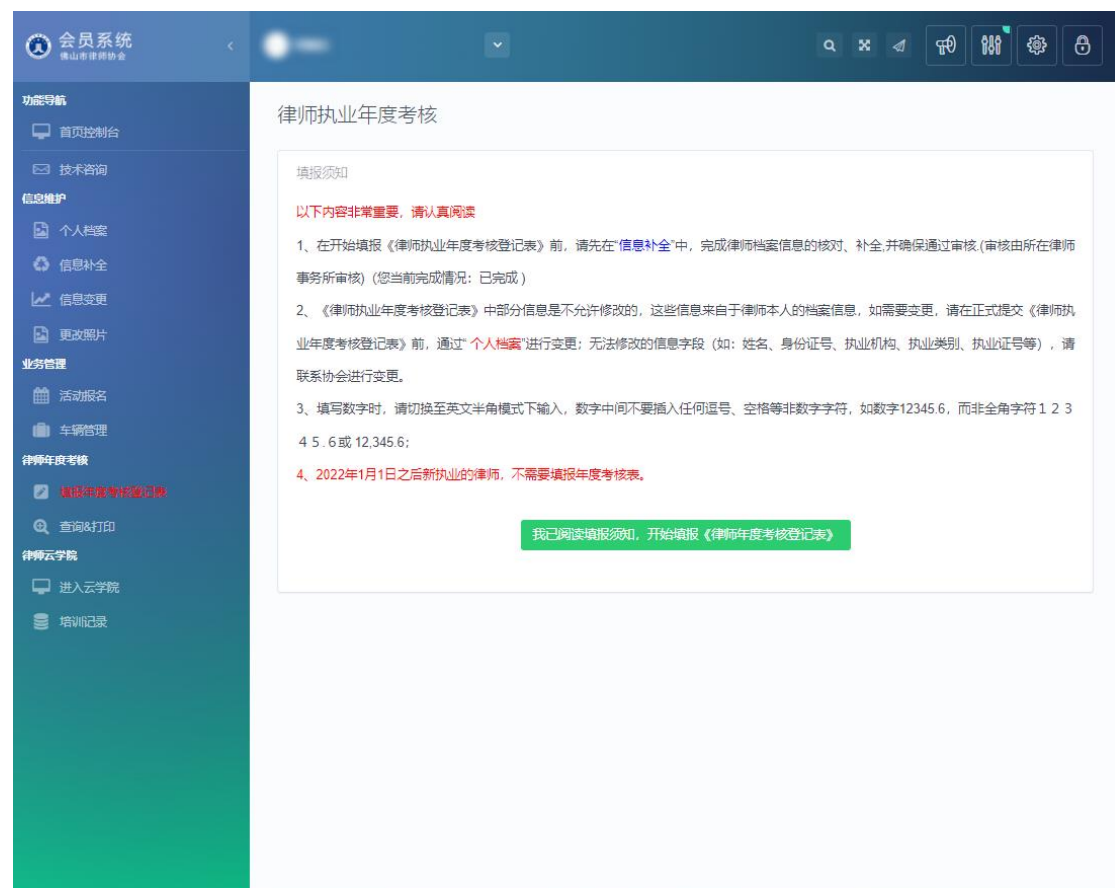 会员系统
佛山市律师协会
功能导航
首页控制台
技术咨询
信息维护
个人档案
信息补全
信息变更
更改照片
业务管理
活动报名
车辆管理
律师年度考核
填报年度考核登记表
查询&打印
律师云学院
进入云学院
培训记录
律师执业年度考核
填报须知
以下内容非常重要，请认真阅读
1、在开始填报《律师执业年度考核登记表》前，请先在“信息补全”中，完成律师档案信息的核对、补全,并确保通过审核.(审核由所在律师
事务所审核)（您当前完成情况：已完成 )
2、《律师执业年度考核登记表》中部分信息是不允许修改的，这些信息来自于律师本人的档案信息，如需要变更，请在正式提交《律师执
业年度考核登记表》前，通过“ 个人档案”进行变更；无法修改的信息字段（如：姓名、身份证号、执业机构、执业类别、执业证号等），请
联系协会进行变更。
3、填写数字时，请切换至英文半角模式下输入，数字中间不要插入任何逗号、空格等非数字字符，如数字12345.6，而非全角字符１２３
４５.６或 12,345.6;
4、2022年1月1日之后新执业的律师，不需要填报年度考核表。
我已阅读填报须知，开始填报《律师年度考核登记表》